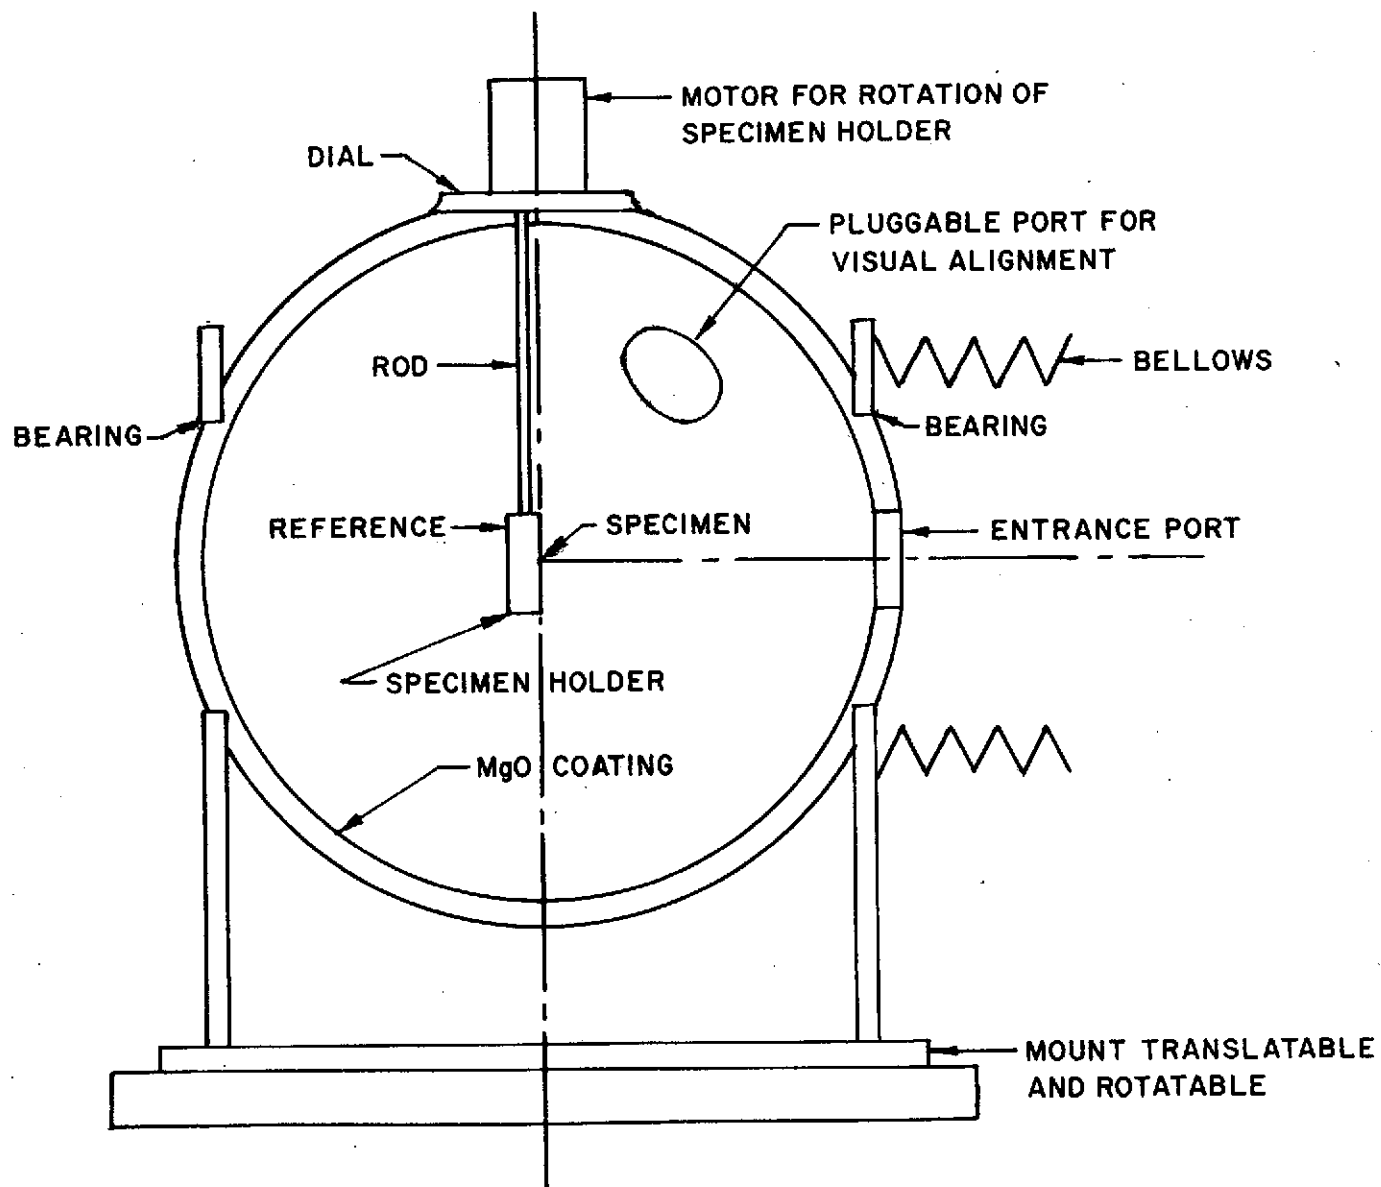 MOTOR FOR ROTATION OF
SPECIMEN HOLDER
DIAL
PLUGGABLE PORT FOR
VISUAL ALIGNMENT
ROD
BELLOWS
BEARING
BEARING
REFERENCE
SPECIMEN
ENTRANCE PORT
SPECIMEN HOLDER
MgO COATING
MOUNT TRANSLATABLE
AND ROTATABLE